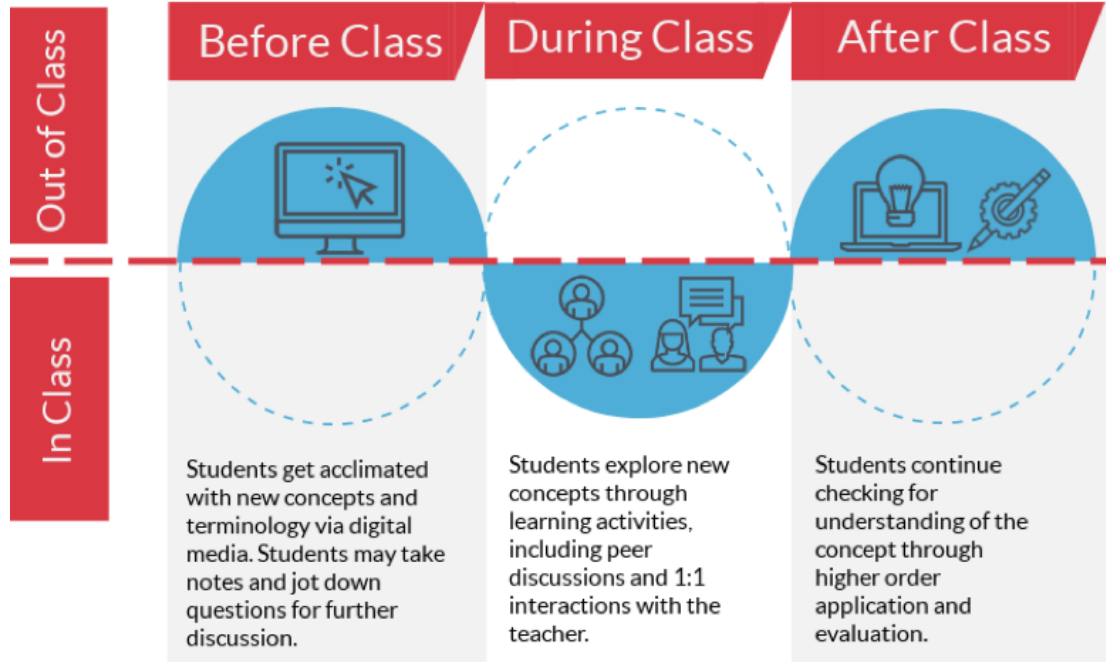 Before Class
During Class
After Class
Out of Class
In Class
Students get acclimated
with new concepts and
terminology via digital
media. Students may take
notes and jot down
questions for further
discussion.
Students explore new
concepts through
learning activities,
including peer
discussions and 1:1
interactions with the
teacher.
Students continue
checking for
understanding of the
concept through
higher order
application and
evaluation.